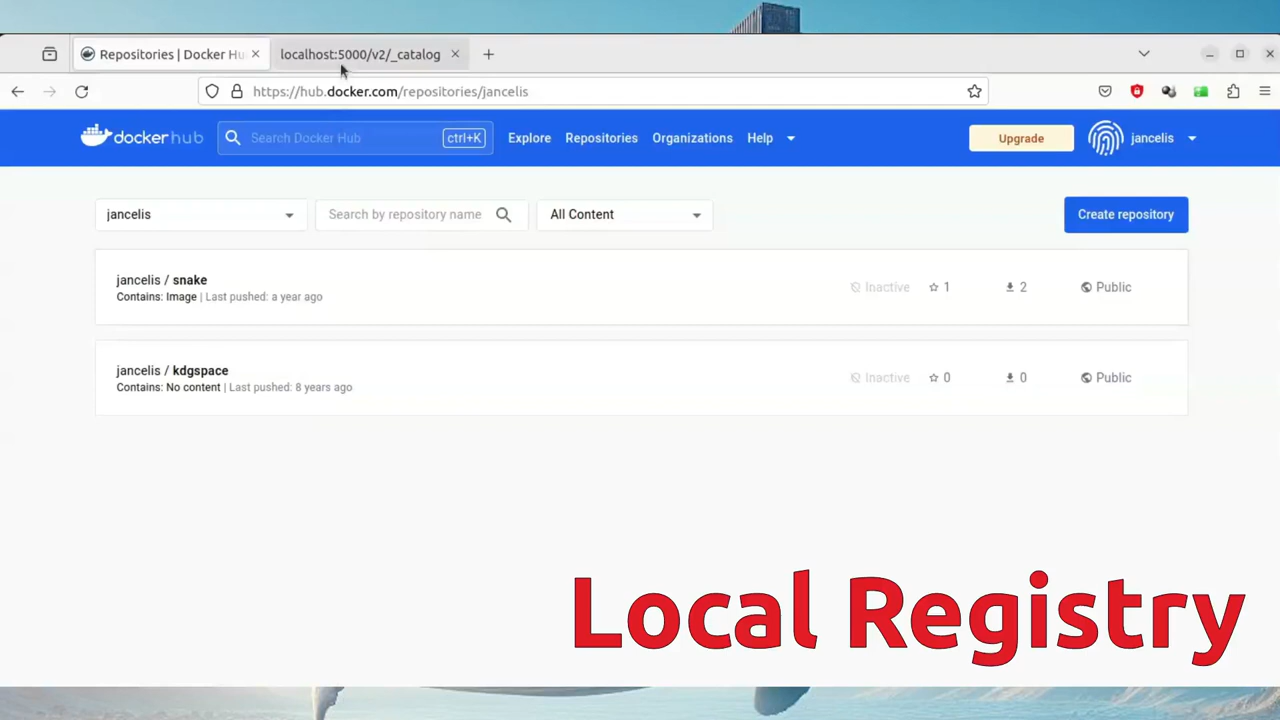 Repositories | Docker Hu
localhost:5000/v2/_catalog
https://hub.docker.com/repositories/jancelis
dockerhub
Search Docker Hub
ctrl+K
Explore
Repositories
Organizations
Help
Upgrade
jancelis
jancelis
Search by repository name
All Content
Create repository
jancelis / snake
Contains: Image | Last pushed: a year ago
Inactive
1
2
Public
jancelis / kdgspace
Contains: No content | Last pushed: 8 years ago
Inactive
0
0
Public
Local Registry